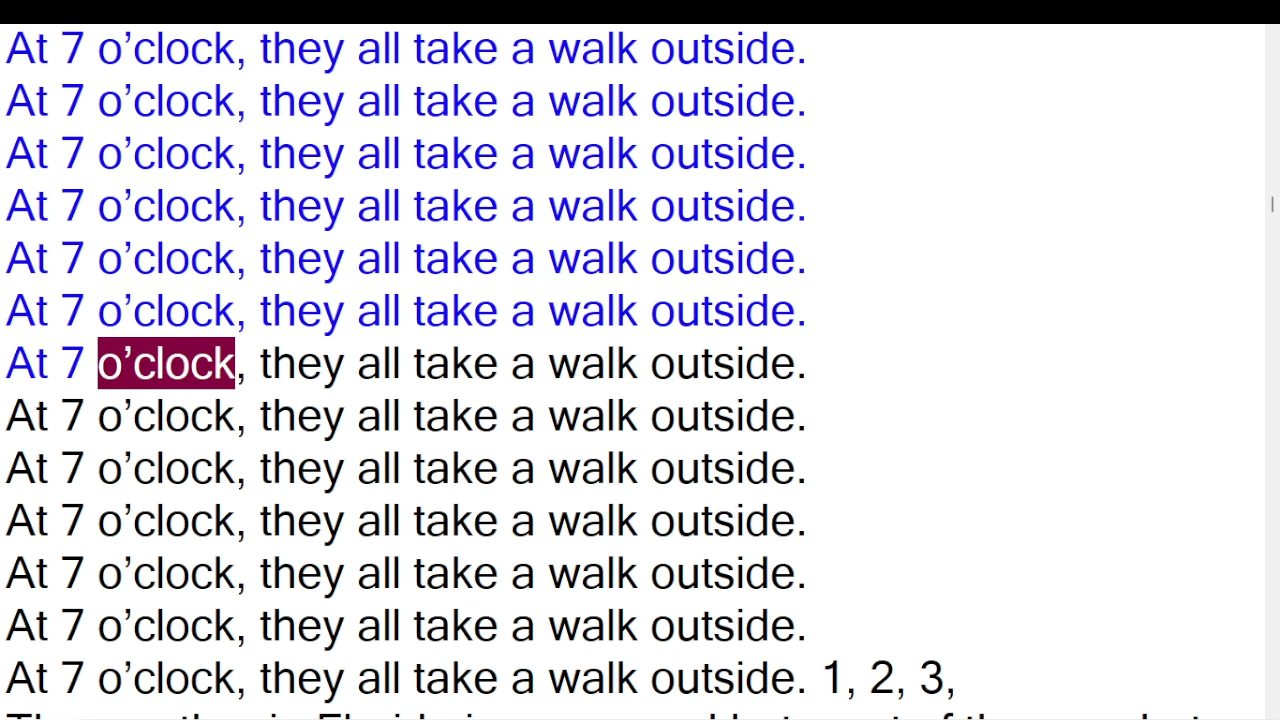 At 7 o’clock, they all take a walk outside.
At 7 o’clock, they all take a walk outside.
At 7 o’clock, they all take a walk outside.
At 7 o’clock, they all take a walk outside.
At 7 o’clock, they all take a walk outside.
At 7 o’clock, they all take a walk outside.
At 7 o’clock, they all take a walk outside.
At 7 o’clock, they all take a walk outside.
At 7 o’clock, they all take a walk outside.
At 7 o’clock, they all take a walk outside.
At 7 o’clock, they all take a walk outside.
At 7 o’clock, they all take a walk outside.
At 7 o’clock, they all take a walk outside. 1, 2, 3,